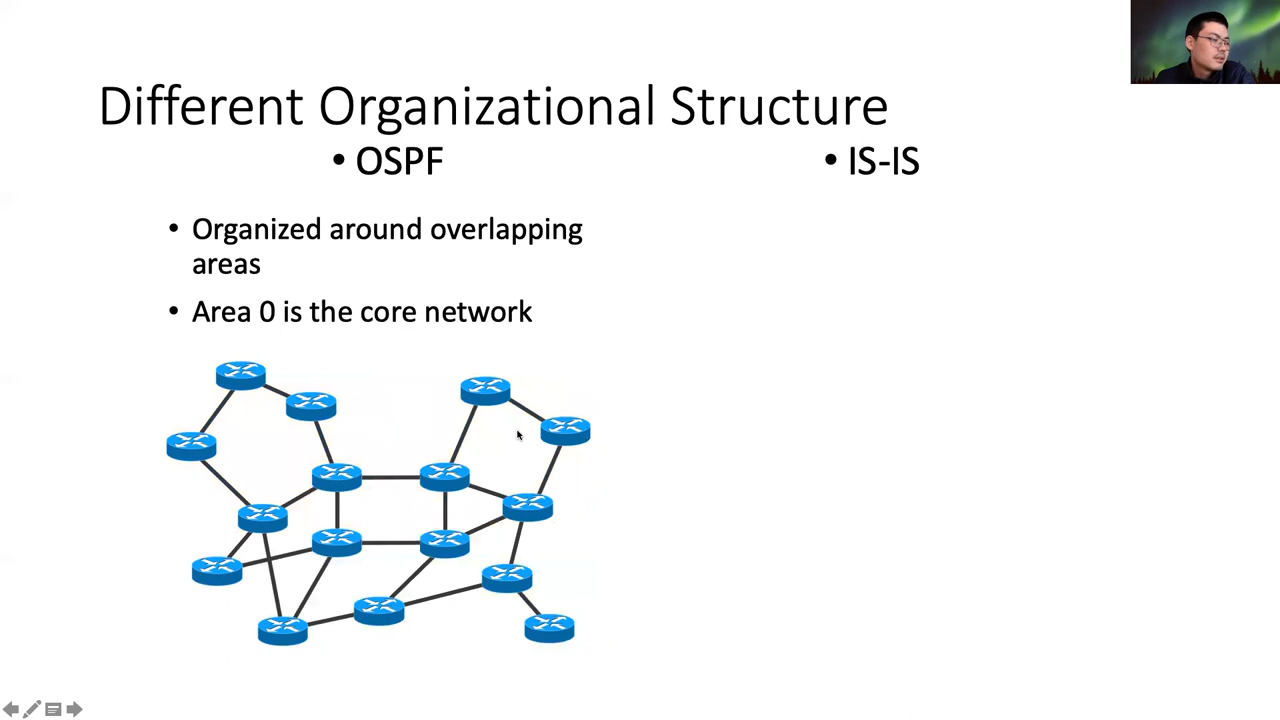 Different Organizational Structure
• OSPF
• IS-IS
• Organized around overlapping
areas
• Area 0 is the core network